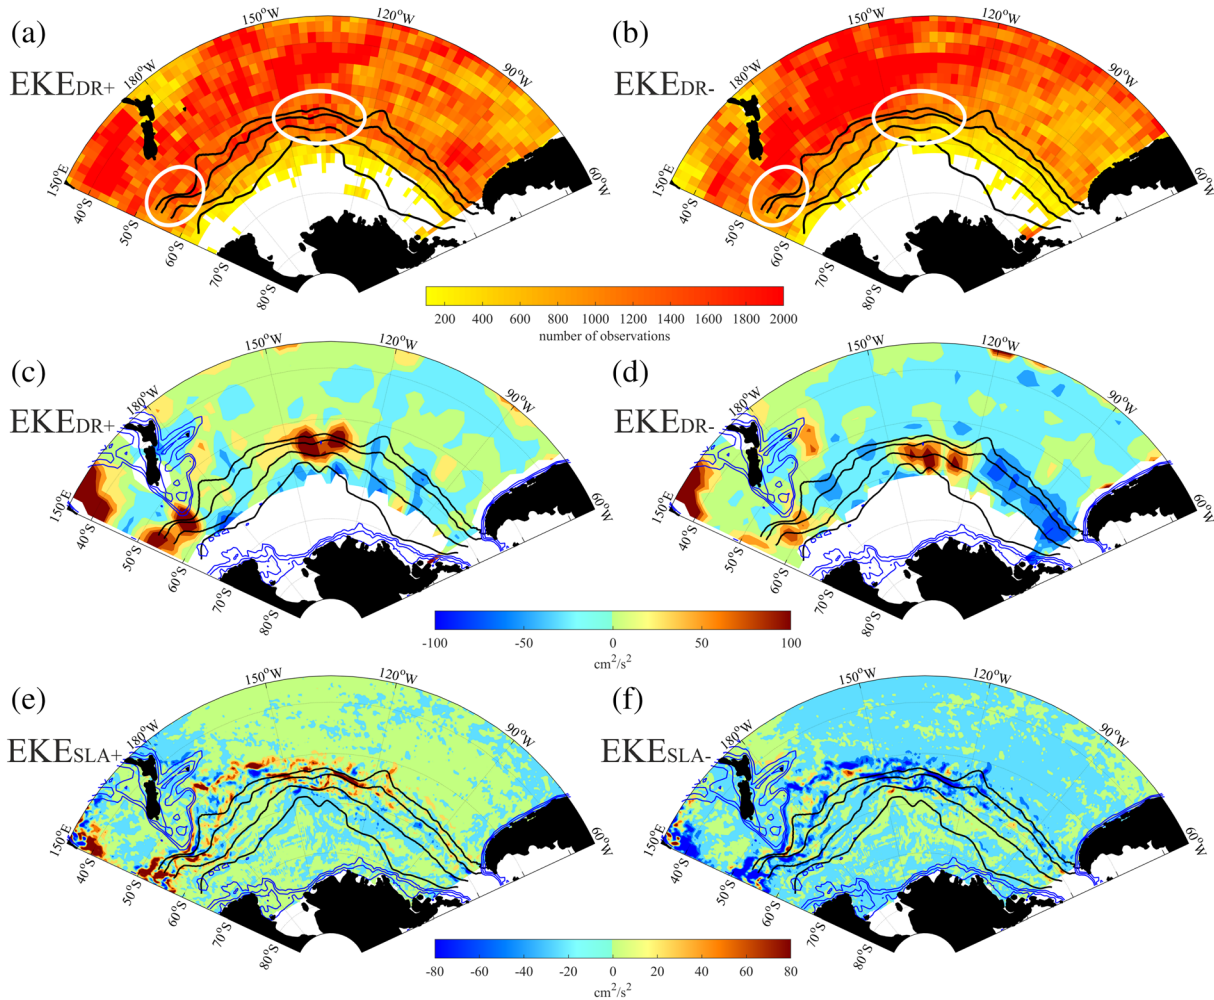 (a)
EKEDR+
150°W
120°W
180°W
90°W
150°E
60°W
40°S
50°S
60°S
70°S
80°S
(b)
EKEDR-
150°W
120°W
180°W
90°W
150°E
60°W
40°S
50°S
60°S
70°S
80°S
200 400 600 800 1000 1200 1400 1600 1800 2000
number of observations
(c)
EKEDR+
150°W
120°W
180°W
90°W
150°E
60°W
40°S
50°S
60°S
70°S
80°S
(d)
EKEDR-
150°W
120°W
180°W
90°W
150°E
60°W
40°S
50°S
60°S
70°S
80°S
-100 -50 0 50 100
cm²/s²
(e)
EKESLA+
150°W
120°W
180°W
90°W
150°E
60°W
40°S
50°S
60°S
70°S
80°S
(f)
EKESLA-
150°W
120°W
180°W
90°W
150°E
60°W
40°S
50°S
60°S
70°S
80°S
-80 -60 -40 -20 0 20 40 60 80
cm²/s²